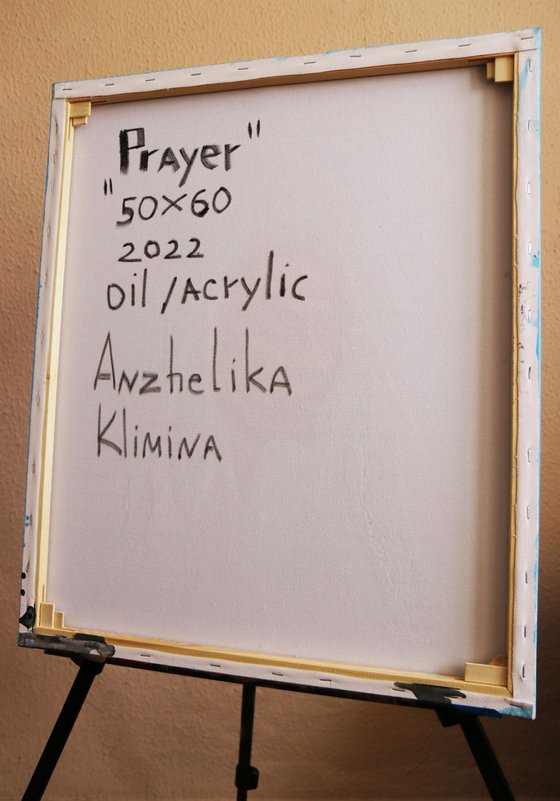 "Prayer"
50×60
2022
Oil / Acrylic
Anzhelika
Klimina